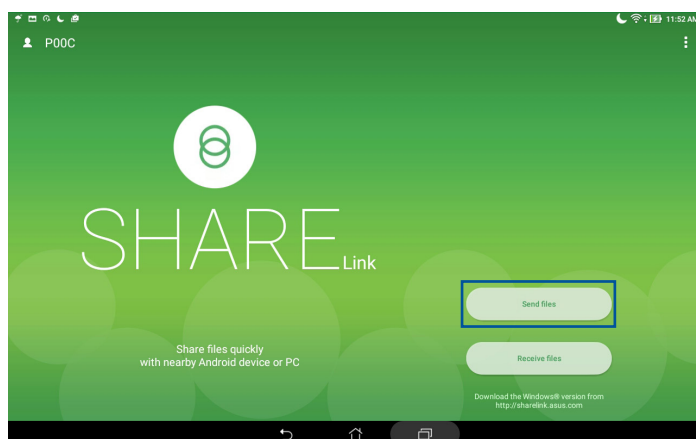 11:52 AM
P00C
SHARE Link
Send files
Share files quickly
with nearby Android device or PC
Receive files
Download the Windows® version from
http://sharelink.asus.com